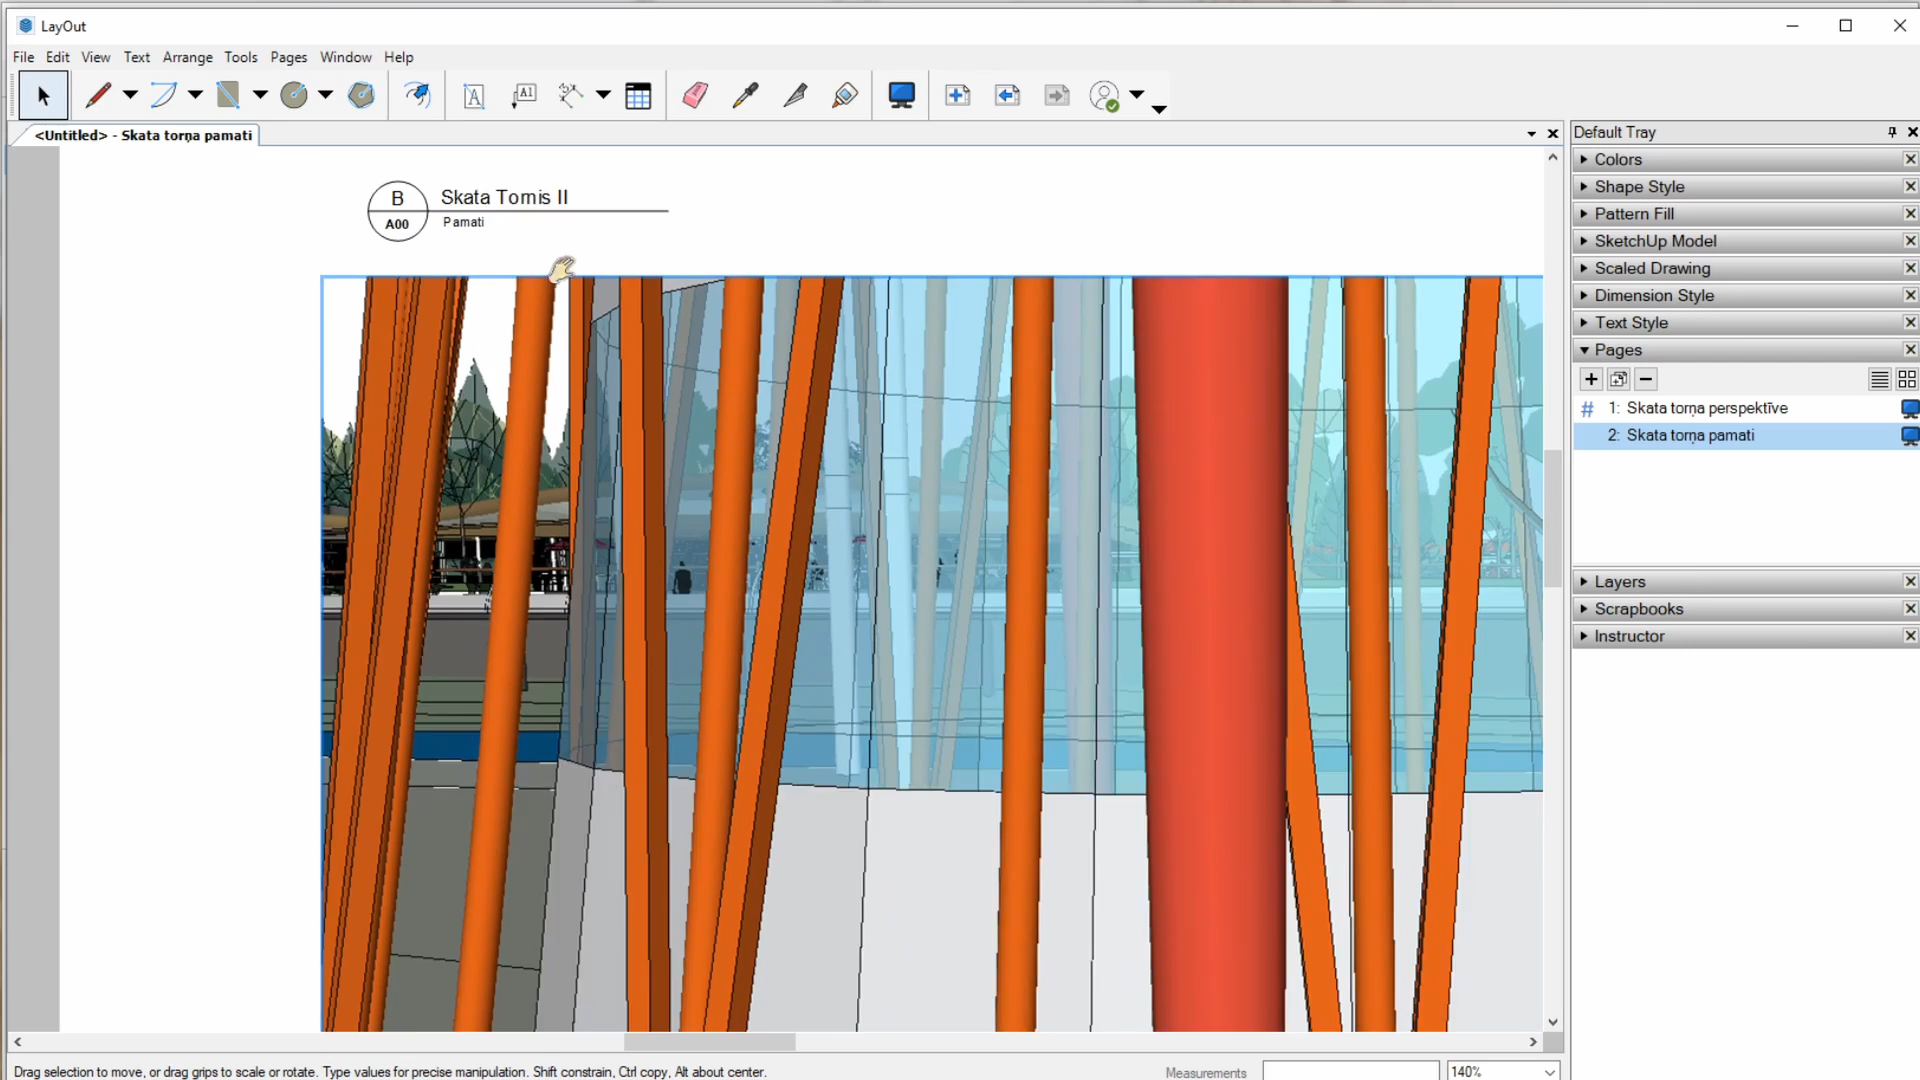 LayOut
File Edit View Text Arrange Tools Pages Window Help
A A1
<Untitled> - Skata torņa pamati
Default Tray
Colors
Shape Style
Pattern Fill
SketchUp Model
Scaled Drawing
Dimension Style
Text Style
Pages
# 1: Skata torņa perspektīve
2: Skata torņa pamati
Layers
Scrapbooks
Instructor
B Skata Tornis II
A00 Pamati
Drag selection to move, or drag grips to scale or rotate. Type values for precise manipulation. Shift constrain, Ctrl copy, Alt about center.
Measurements
140%